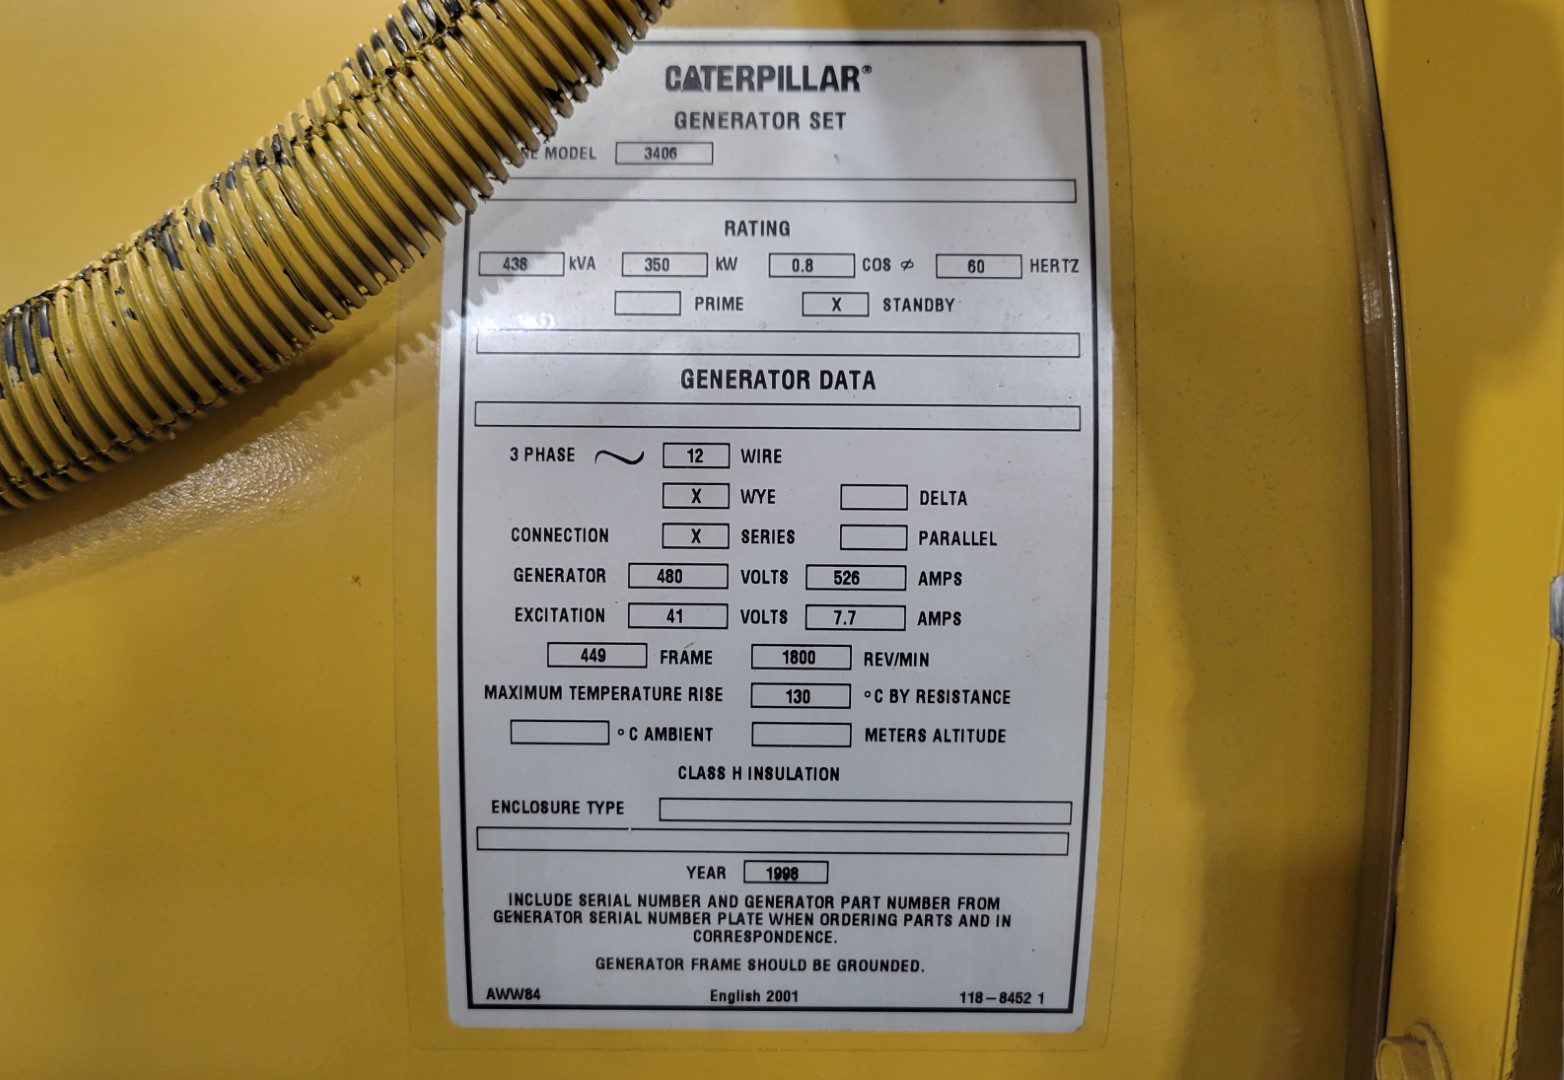 CATERPILLAR®
GENERATOR SET
MODEL 3406
RATING
438 kVA 350 kW 0.8 COS ø 60 HERTZ
PRIME X STANDBY
GENERATOR DATA
3 PHASE 12 WIRE
X WYE DELTA
CONNECTION X SERIES PARALLEL
GENERATOR 480 VOLTS 526 AMPS
EXCITATION 41 VOLTS 7.7 AMPS
449 FRAME 1800 REV/MIN
MAXIMUM TEMPERATURE RISE 130 °C BY RESISTANCE
°C AMBIENT METERS ALTITUDE
CLASS H INSULATION
ENCLOSURE TYPE
YEAR 1998
INCLUDE SERIAL NUMBER AND GENERATOR PART NUMBER FROM
GENERATOR SERIAL NUMBER PLATE WHEN ORDERING PARTS AND IN
CORRESPONDENCE.
GENERATOR FRAME SHOULD BE GROUNDED.
AWW84 English 2001 118-8452 1